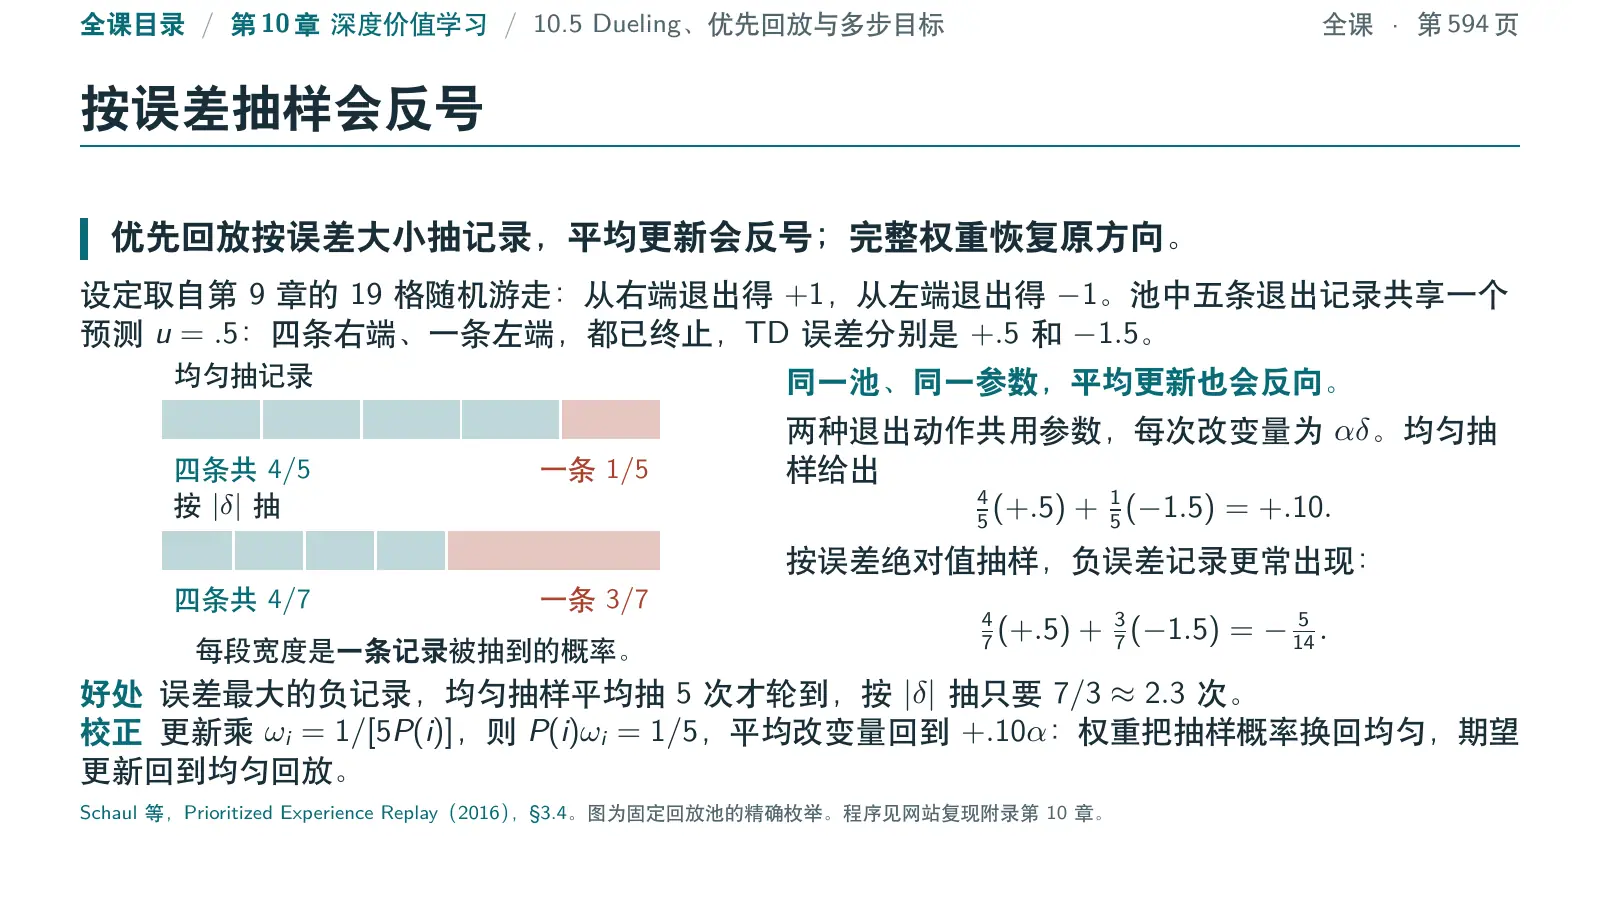 全课目录 / 第 10 章 深度价值学习 / 10.5 Dueling、优先回放与多步目标
全课 · 第 594 页
按误差抽样会反号
优先回放按误差大小抽记录，平均更新会反号；完整权重恢复原方向。
设定取自第 9 章的 19 格随机游走：从右端退出得 +1，从左端退出得 −1。池中五条退出记录共享一个
预测 u = .5：四条右端、一条左端，都已终止，TD 误差分别是 +.5 和 −1.5。
均匀抽记录
四条共 4/5 一条 1/5
按 |δ| 抽
四条共 4/7 一条 3/7
每段宽度是一条记录被抽到的概率。
同一池、同一参数，平均更新也会反向。
两种退出动作共用参数，每次改变量为 αδ。均匀抽
样给出
4/5(+.5) + 1/5(−1.5) = +.10.
按误差绝对值抽样，负误差记录更常出现：
4/7(+.5) + 3/7(−1.5) = −5/14.
好处 误差最大的负记录，均匀抽样平均抽 5 次才轮到，按 |δ| 抽只要 7/3 ≈ 2.3 次。
校正 更新乘 ωᵢ = 1/[5P(i)]，则 P(i)ωᵢ = 1/5，平均改变量回到 +.10α：权重把抽样概率换回均匀，期望
更新回到均匀回放。
Schaul 等，Prioritized Experience Replay（2016），§3.4。图为固定回放池的精确枚举。程序见网站复现附录第 10 章。